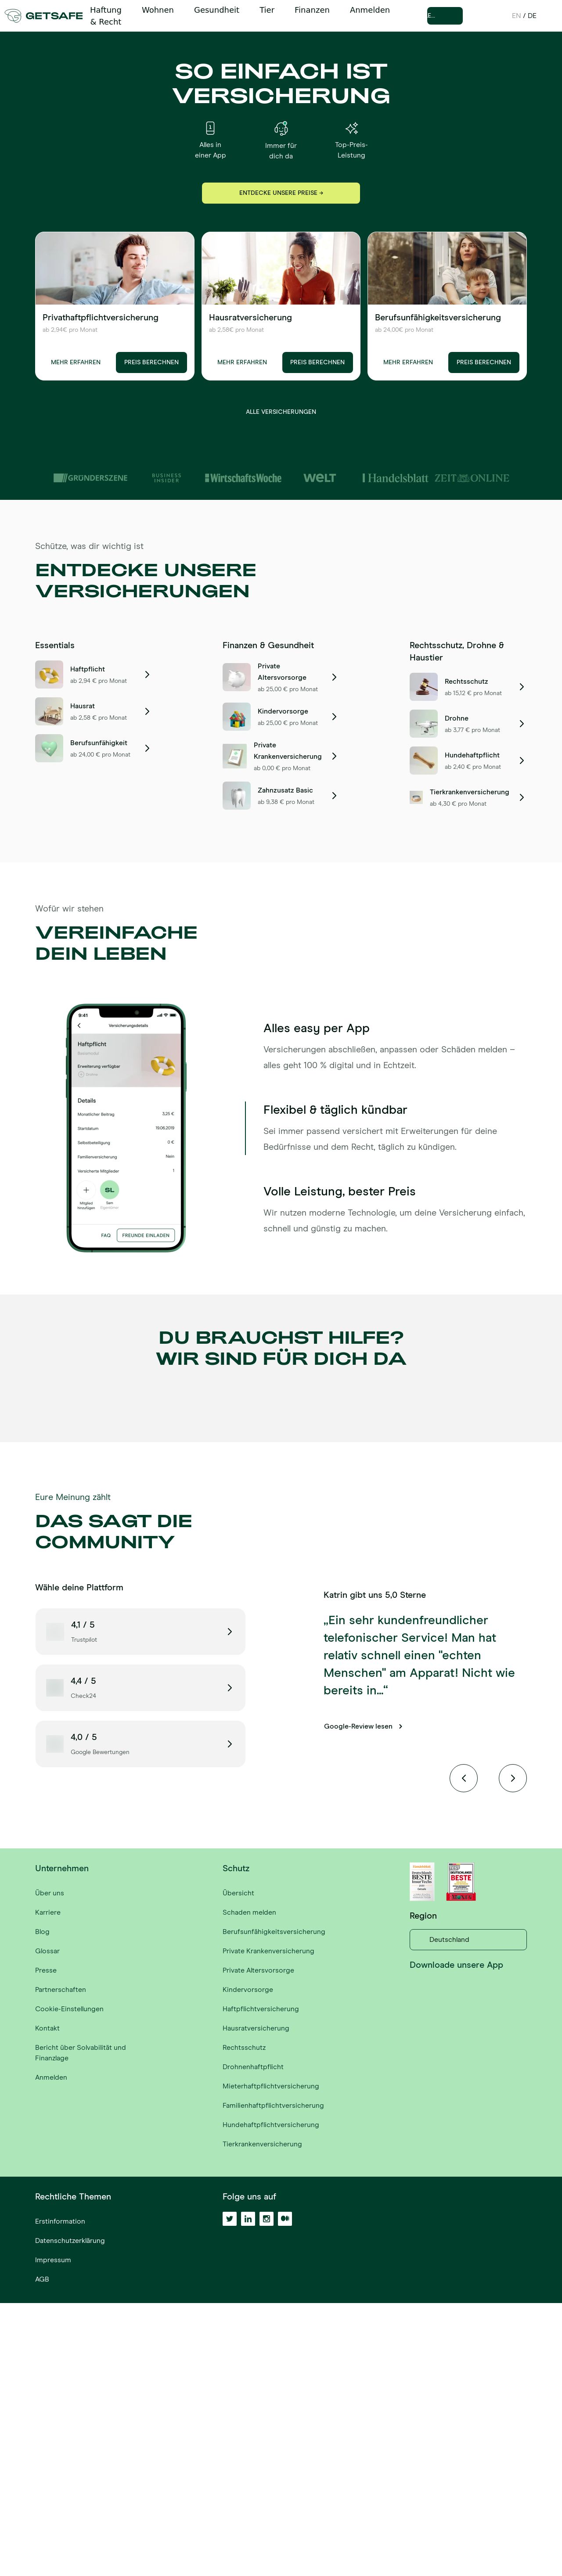 GETSAFE
Haftung
& Recht
Wohnen
Gesundheit
Tier
Finanzen
Anmelden
E...
EN / DE
SO EINFACH IST
VERSICHERUNG
Alles in
einer App
Immer für
dich da
Top-Preis-
Leistung
ENTDECKE UNSERE PREISE →
Privathaftpflichtversicherung
ab 2,94€ pro Monat
MEHR ERFAHREN
PREIS BERECHNEN
Hausratversicherung
ab 2,58€ pro Monat
MEHR ERFAHREN
PREIS BERECHNEN
Berufsunfähigkeitsversicherung
ab 24,00€ pro Monat
MEHR ERFAHREN
PREIS BERECHNEN
ALLE VERSICHERUNGEN
GRÜNDERSZENE
BUSINESS
INSIDER
WirtschaftsWoche
WELT
Handelsblatt
ZEIT ONLINE
Schütze, was dir wichtig ist
ENTDECKE UNSERE
VERSICHERUNGEN
Essentials
Haftpflicht
ab 2,94 € pro Monat
Hausrat
ab 2,58 € pro Monat
Berufsunfähigkeit
ab 24,00 € pro Monat
Finanzen & Gesundheit
Private
Altersvorsorge
ab 25,00 € pro Monat
Kindervorsorge
ab 25,00 € pro Monat
Private
Krankenversicherung
ab 0,00 € pro Monat
Zahnzusatz Basic
ab 9,38 € pro Monat
Rechtsschutz, Drohne &
Haustier
Rechtsschutz
ab 15,12 € pro Monat
Drohne
ab 3,77 € pro Monat
Hundehaftpflicht
ab 2,40 € pro Monat
Tierkrankenversicherung
ab 4,30 € pro Monat
Wofür wir stehen
VEREINFACHE
DEIN LEBEN
9:41
Versicherungsdetails
Haftpflicht
Erweiterung verfügbar
Details
Monatlicher Beitrag
3,25 €
Startdatum
19.06.2019
Selbstbeteiligung
0 €
Familienversicherung
Nein
Versicherte Mitglieder
1
SL
Mitglied
hinzufügen
Sam
FAQ
FREUNDE EINLADEN
Alles easy per App
Versicherungen abschließen, anpassen oder Schäden melden –
alles geht 100 % digital und in Echtzeit.
Flexibel & täglich kündbar
Sei immer passend versichert mit Erweiterungen für deine
Bedürfnisse und dem Recht, täglich zu kündigen.
Volle Leistung, bester Preis
Wir nutzen moderne Technologie, um deine Versicherung einfach,
schnell und günstig zu machen.
DU BRAUCHST HILFE?
WIR SIND FÜR DICH DA
Eure Meinung zählt
DAS SAGT DIE
COMMUNITY
Wähle deine Plattform
4,1 / 5
Trustpilot
4,4 / 5
Check24
4,0 / 5
Google Bewertungen
Katrin gibt uns 5,0 Sterne
„Ein sehr kundenfreundlicher
telefonischer Service! Man hat
relativ schnell einen "echten
Menschen" am Apparat! Nicht wie
bereits in...“
Google-Review lesen
Unternehmen
Über uns
Karriere
Blog
Glossar
Presse
Partnerschaften
Cookie-Einstellungen
Kontakt
Bericht über Solvabilität und
Finanzlage
Anmelden
Schutz
Übersicht
Schaden melden
Berufsunfähigkeitsversicherung
Private Krankenversicherung
Private Altersvorsorge
Kindervorsorge
Haftpflichtversicherung
Hausratversicherung
Rechtsschutz
Drohnenhaftpflicht
Mieterhaftpflichtversicherung
Familienhaftpflichtversicherung
Hundehaftpflichtversicherung
Tierkrankenversicherung
BESTE
BESTE
Region
Deutschland
Downloade unsere App
Rechtliche Themen
Erstinformation
Datenschutzerklärung
Impressum
AGB
Folge uns auf